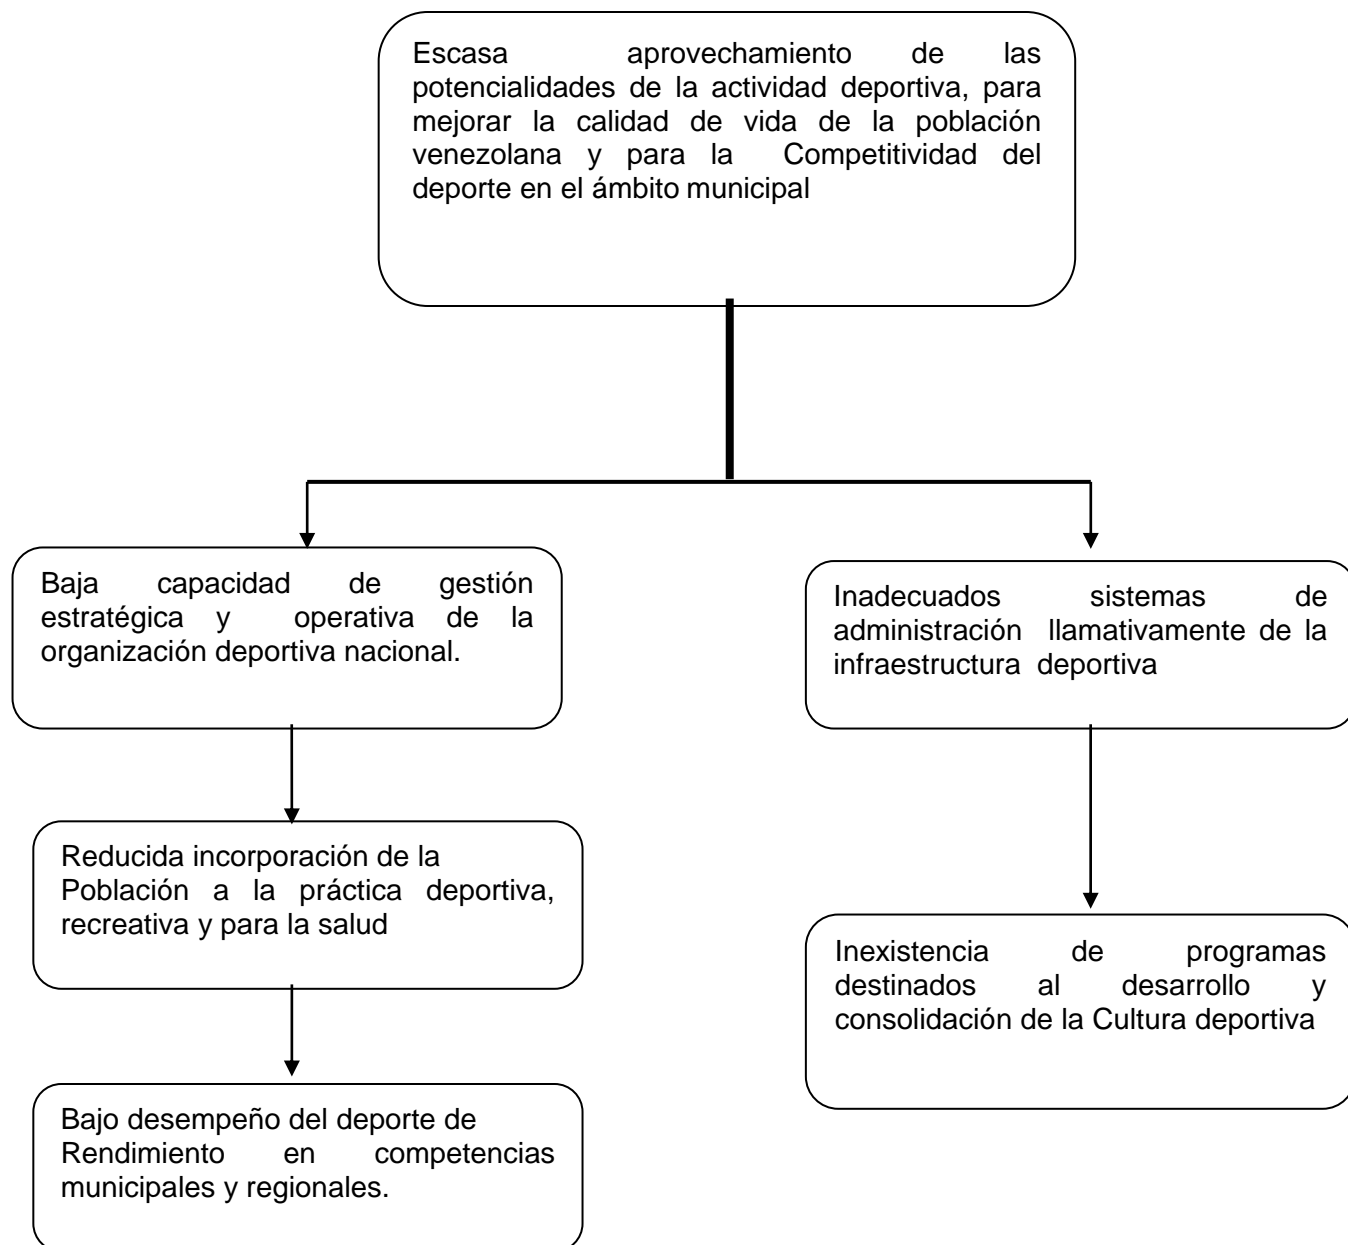 Escasa aprovechamiento de las
potencialidades de la actividad deportiva, para
mejorar la calidad de vida de la población
venezolana y para la Competitividad del
deporte en el ámbito municipal
Baja capacidad de gestión
estratégica y operativa de la
organización deportiva nacional.
Inadecuados sistemas de
administración llamativamente de la
infraestructura deportiva
Reducida incorporación de la
Población a la práctica deportiva,
recreativa y para la salud
Inexistencia de programas
destinados al desarrollo y
consolidación de la Cultura deportiva
Bajo desempeño del deporte de
Rendimiento en competencias
municipales y regionales.